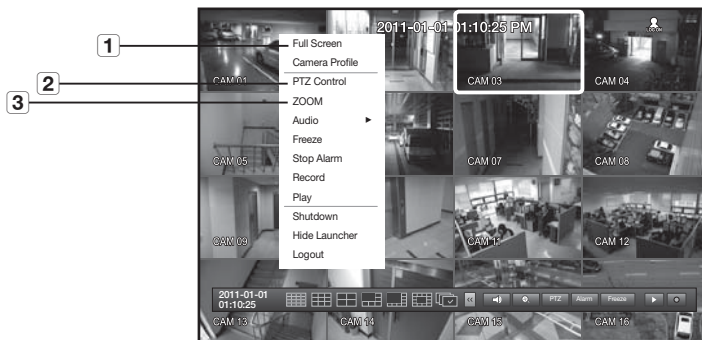 2011-01-01 01:10:25 PM
LOG ON
1
2
3
Full Screen
Camera Profile
PTZ Control
ZOOM
Audio
Freeze
Stop Alarm
Record
Play
Shutdown
Hide Launcher
Logout
CAM 01
CAM 03
CAM 04
CAM 05
CAM 07
CAM 08
CAM 09
CAM 11
CAM 12
2011-01-01
01:10:25
PTZ
Alarm
Freeze
CAM 13
CAM 14
CAM 15
CAM 16